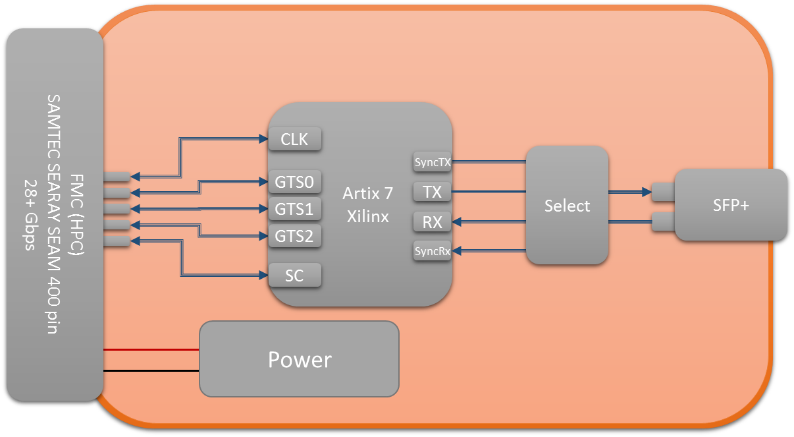 FMC (HPC)
SAMTEC SEARAY SEAM 400 pin
28+ Gbps
CLK
GTS0
GTS1
GTS2
SC
Artix 7
Xilinx
SyncTX
TX
RX
SyncRx
Select
SFP+
Power